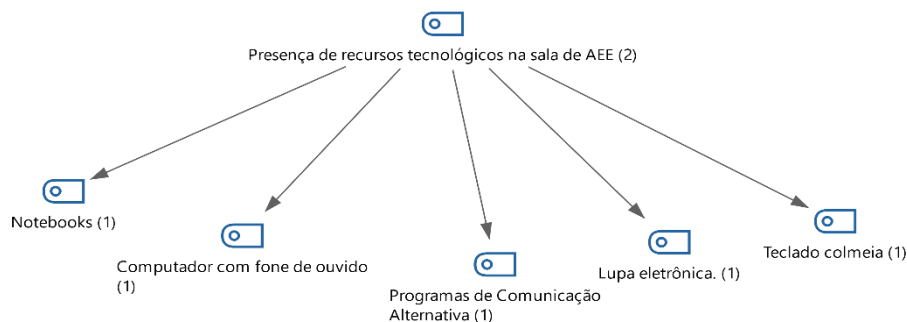 Presença de recursos tecnológicos na sala de AEE (2)
Notebooks (1)
Computador com fone de ouvido
(1)
Programas de Comunicação
Alternativa (1)
Lupa eletrônica. (1)
Teclado colmeia (1)